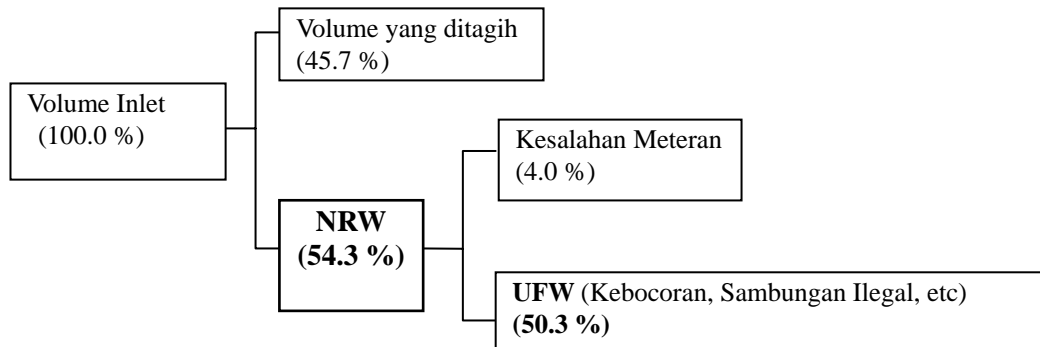 Volume yang ditagih
(45.7 %)
Volume Inlet
(100.0 %)
Kesalahan Meteran
(4.0 %)
NRW
(54.3 %)
UFW (Kebocoran, Sambungan Ilegal, etc)
(50.3 %)